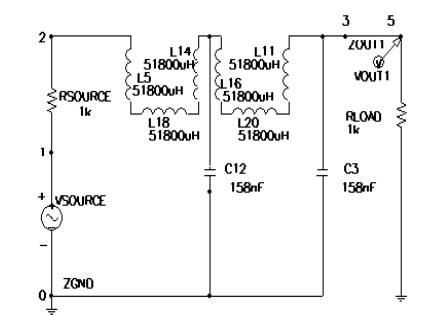 3 5
2
L14
51800uH
L11
51800uH
ZOUT1
V
VOUT1
L5
51800uH
L16
51800uH
RSOURCE
1k
L18
51800uH
L20
51800uH
RLOAD
1k
1
C12
158nF
C3
158nF
+
VSOURCE
-
ZGND
0